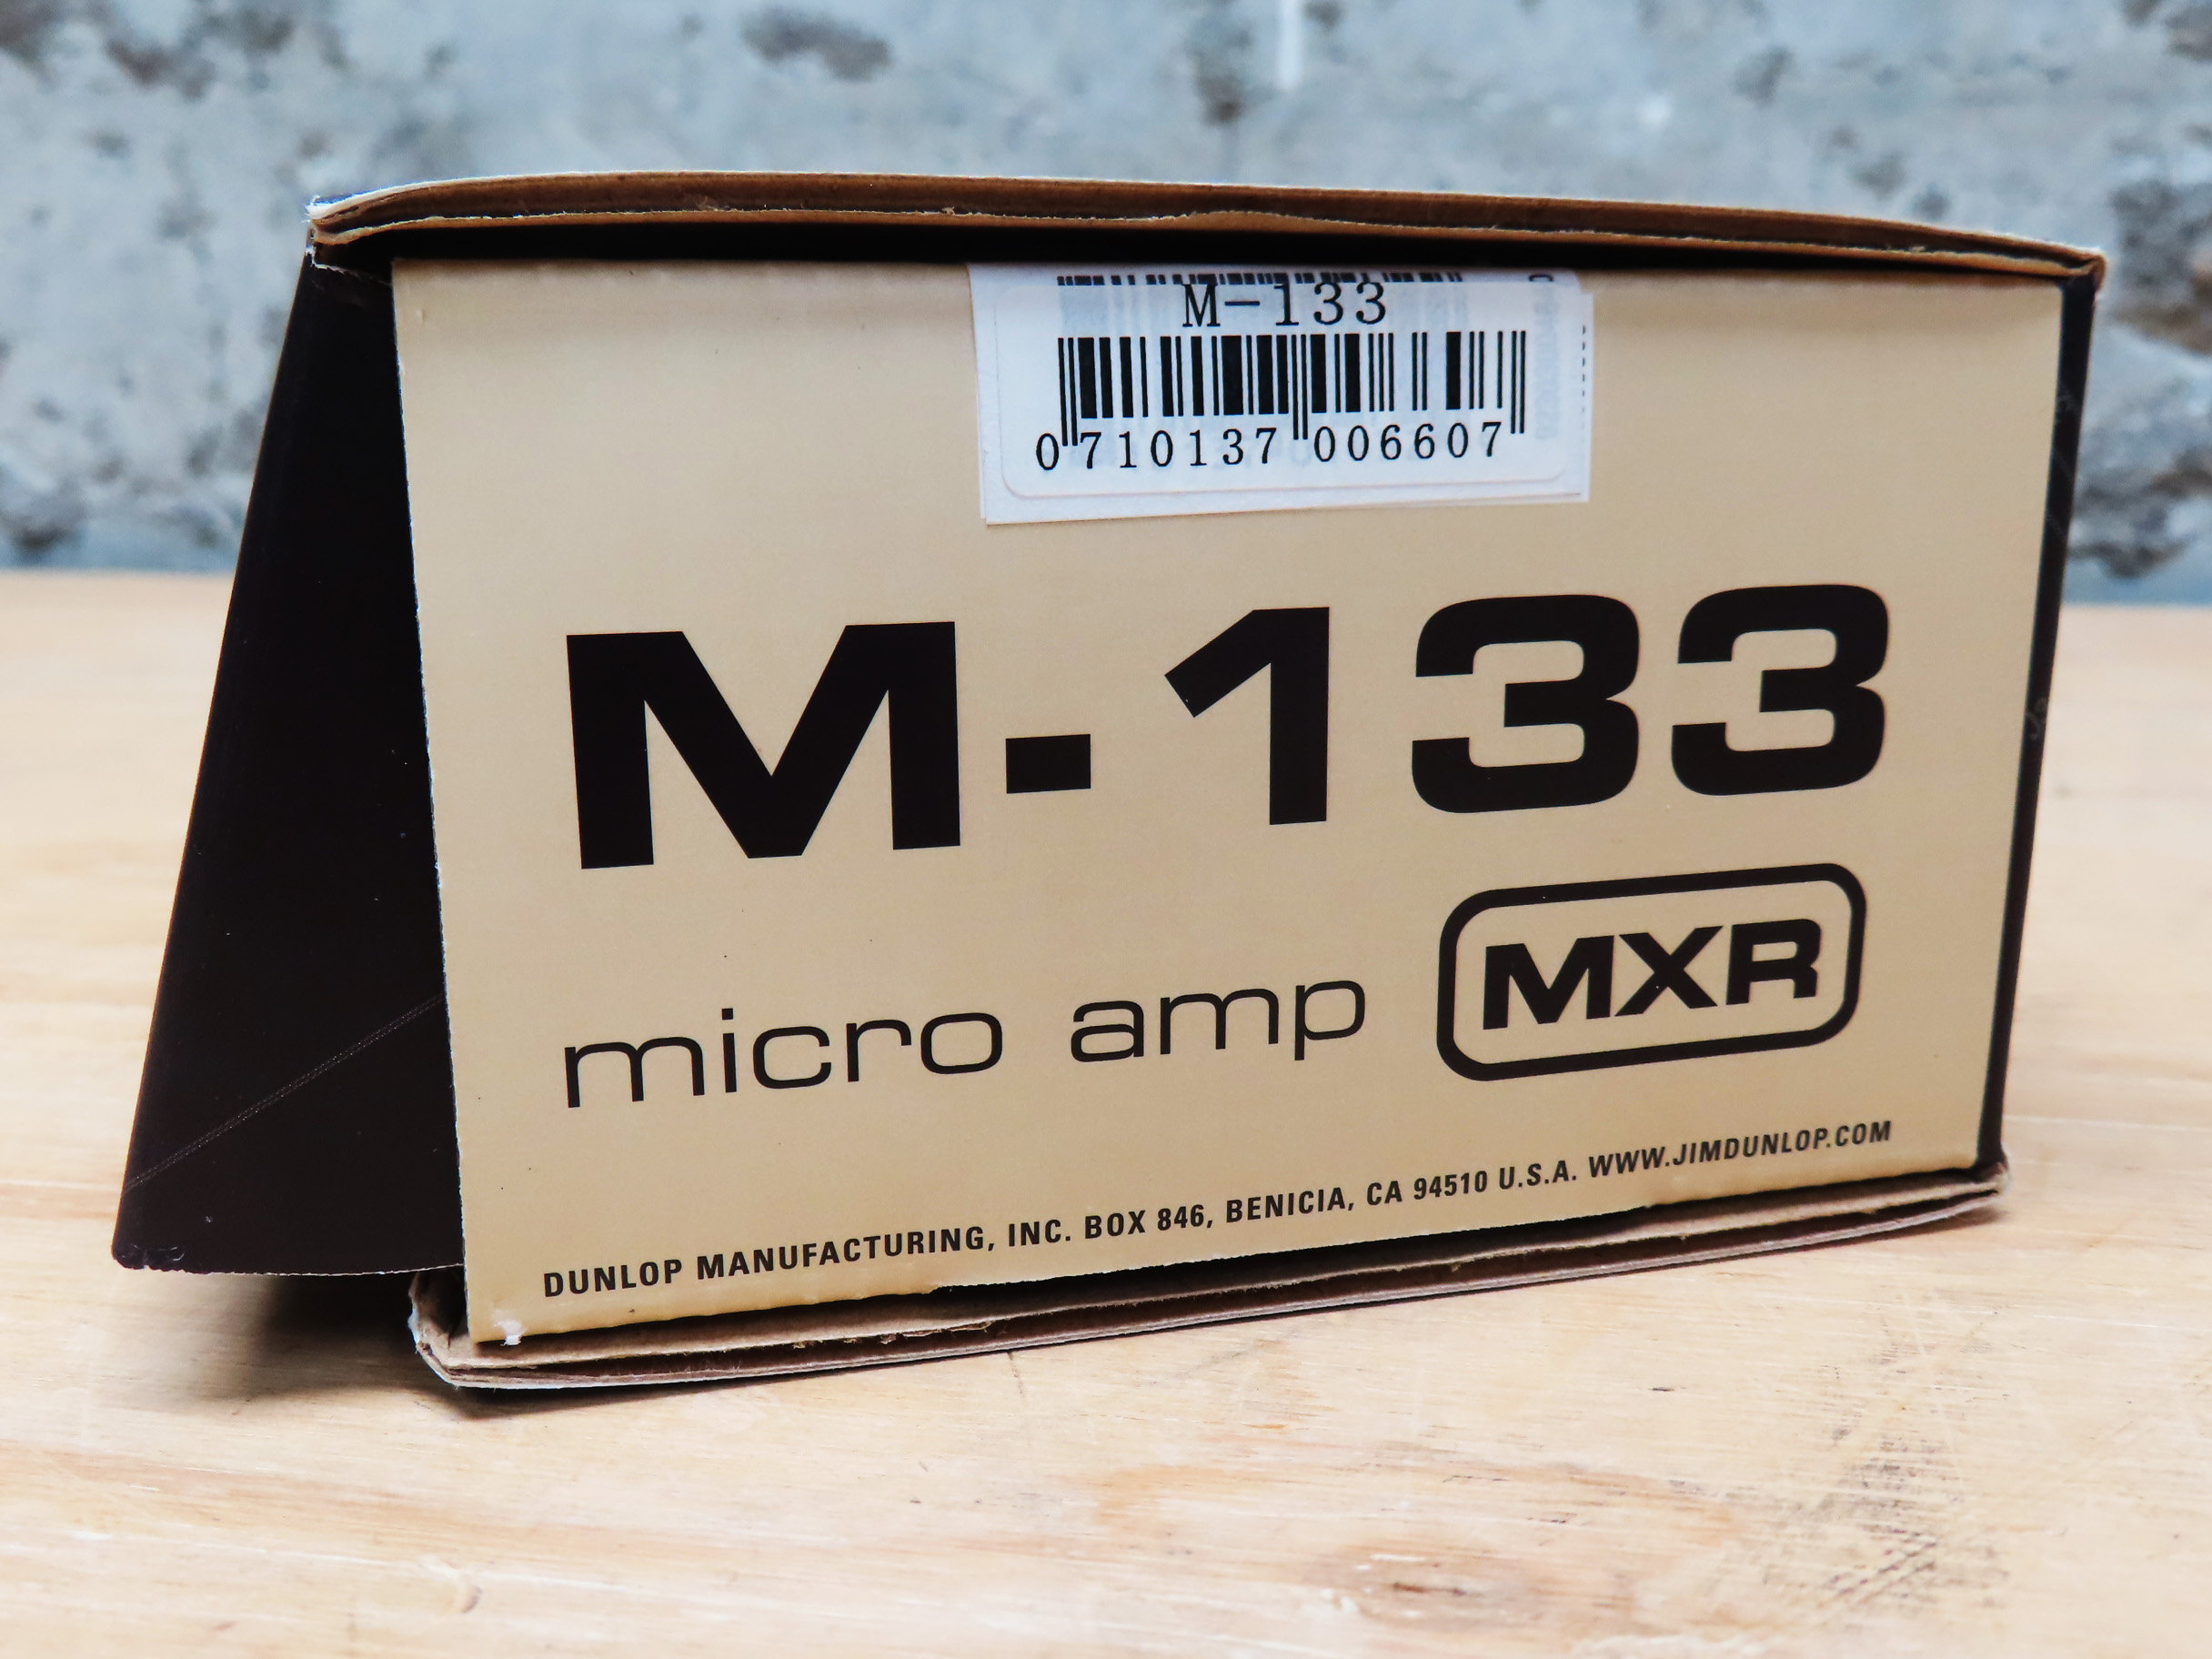 M-133
0 710137 006607
M-133
micro amp MXR
DUNLOP MANUFACTURING, INC. BOX 846, BENICIA, CA 94510 U.S.A. WWW.JIMDUNLOP.COM